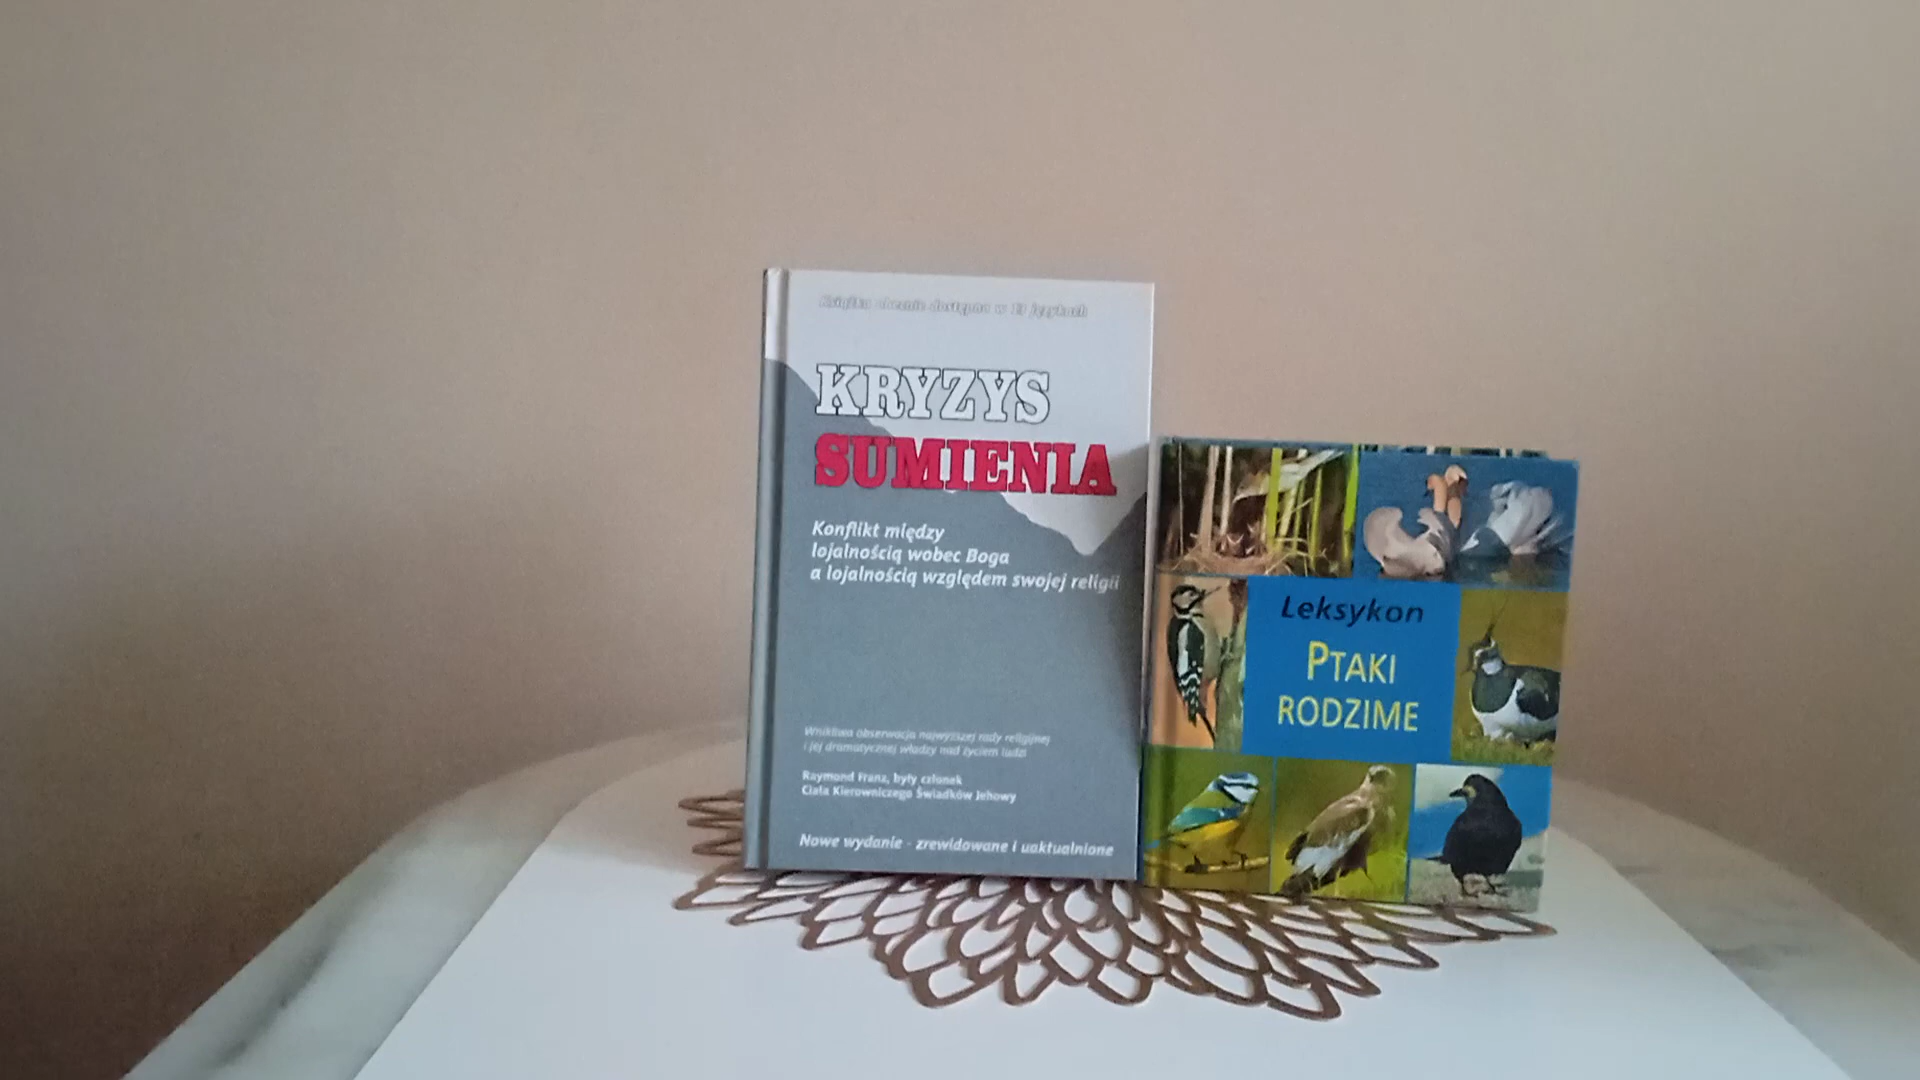 Książka obecnie dostępna w 13 językach
KRYZYS
SUMIENIA
Konflikt między
lojalnością wobec Boga
a lojalnością względem swojej religii
Wnikliwa obserwacja najwyższej rady religijnej
i jej dramatycznej władzy nad życiem ludzi
Raymond Franz, były członek
Ciała Kierowniczego Świadków Jehowy
Nowe wydanie - zrewidowane i uaktualnione
Leksykon
PTAKI
RODZIME